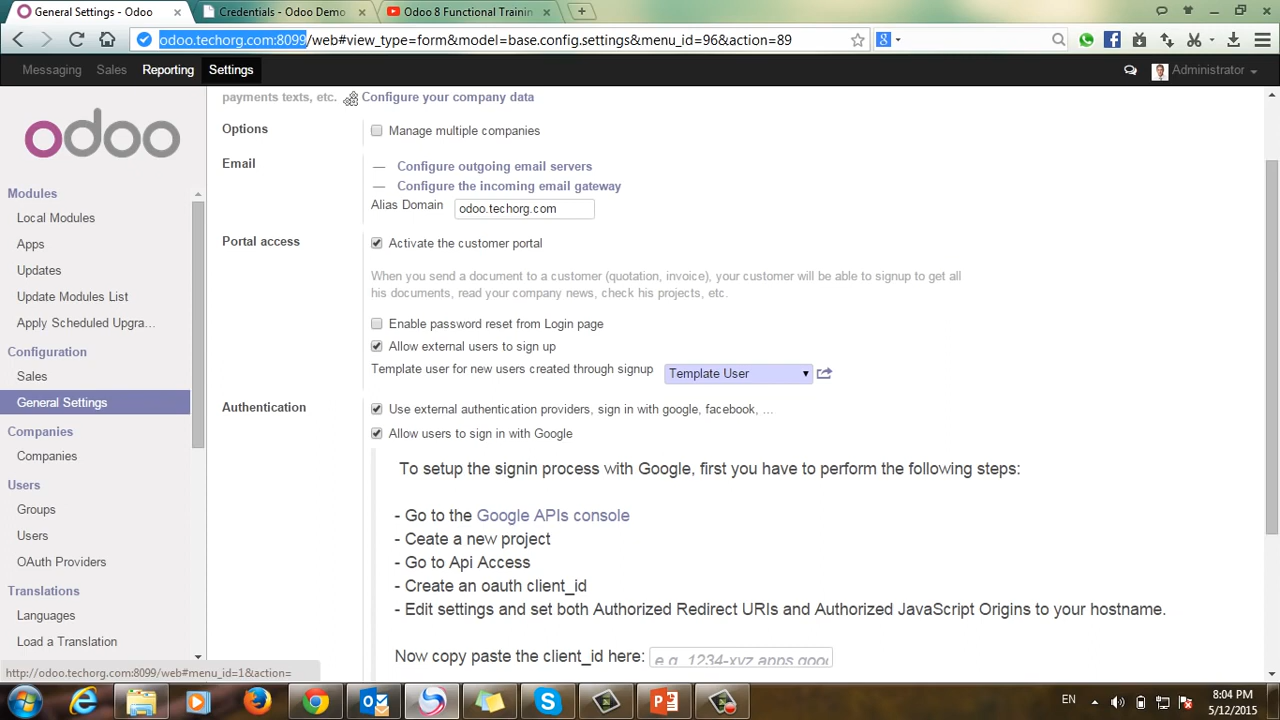 General Settings - Odoo
Credentials - Odoo Demo
Odoo 8 Functional Trainin
odoo.techorg.com:8099/web#view_type=form&model=base.config.settings&menu_id=96&action=89
Messaging Sales Reporting Settings
Administrator
odoo
payments texts, etc. Configure your company data
Options
Manage multiple companies
Email
Configure outgoing email servers
Configure the incoming email gateway
Alias Domain odoo.techorg.com
Portal access
Activate the customer portal
When you send a document to a customer (quotation, invoice), your customer will be able to signup to get all
his documents, read your company news, check his projects, etc.
Enable password reset from Login page
Allow external users to sign up
Template user for new users created through signup Template User
Authentication
Use external authentication providers, sign in with google, facebook, ...
Allow users to sign in with Google
To setup the signin process with Google, first you have to perform the following steps:
- Go to the Google APIs console
- Ceate a new project
- Go to Api Access
- Create an oauth client_id
- Edit settings and set both Authorized Redirect URIs and Authorized JavaScript Origins to your hostname.
Now copy paste the client_id here: e.g. 1234-xyz.apps.goog
Modules
Local Modules
Apps
Updates
Update Modules List
Apply Scheduled Upgra...
Configuration
Sales
General Settings
Companies
Companies
Users
Groups
Users
OAuth Providers
Translations
Languages
Load a Translation
http://odoo.techorg.com:8099/web#menu_id=1&action=
EN
8:04 PM
5/12/2015